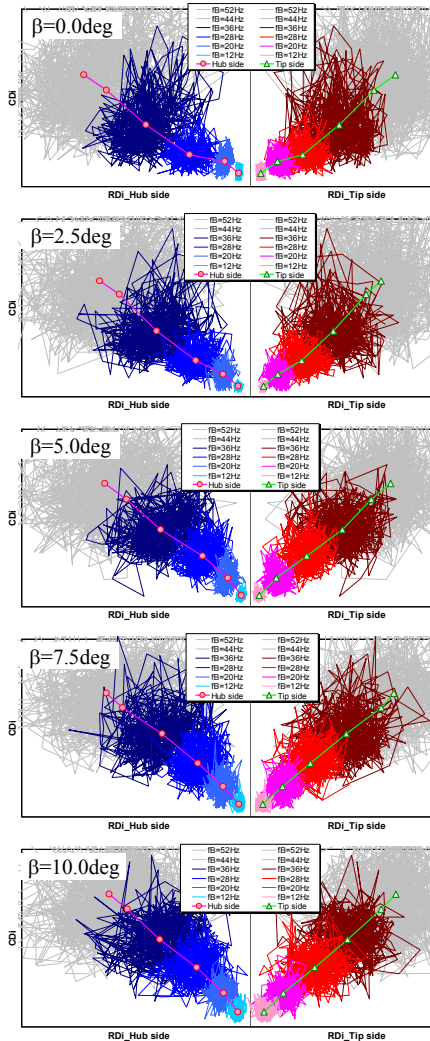 β=0.0deg
fB=52Hz fB=52Hz
fB=44Hz fB=44Hz
fB=36Hz fB=36Hz
fB=28Hz fB=28Hz
fB=20Hz fB=20Hz
fB=12Hz fB=12Hz
Hub side Tip side
CDi
RDi_Hub side RDi_Tip side
β=2.5deg
fB=52Hz fB=52Hz
fB=44Hz fB=44Hz
fB=36Hz fB=36Hz
fB=28Hz fB=28Hz
fB=20Hz fB=20Hz
fB=12Hz fB=12Hz
Hub side Tip side
CDi
RDi_Hub side RDi_Tip side
β=5.0deg
fB=52Hz fB=52Hz
fB=44Hz fB=44Hz
fB=36Hz fB=36Hz
fB=28Hz fB=28Hz
fB=20Hz fB=20Hz
fB=12Hz fB=12Hz
Hub side Tip side
CDi
RDi_Hub side RDi_Tip side
β=7.5deg
fB=52Hz fB=52Hz
fB=44Hz fB=44Hz
fB=36Hz fB=36Hz
fB=28Hz fB=28Hz
fB=20Hz fB=20Hz
fB=12Hz fB=12Hz
Hub side Tip side
CDi
RDi_Hub side RDi_Tip side
β=10.0deg
fB=52Hz fB=52Hz
fB=44Hz fB=44Hz
fB=36Hz fB=36Hz
fB=28Hz fB=28Hz
fB=20Hz fB=20Hz
fB=12Hz fB=12Hz
Hub side Tip side
CDi
RDi_Hub side RDi_Tip side